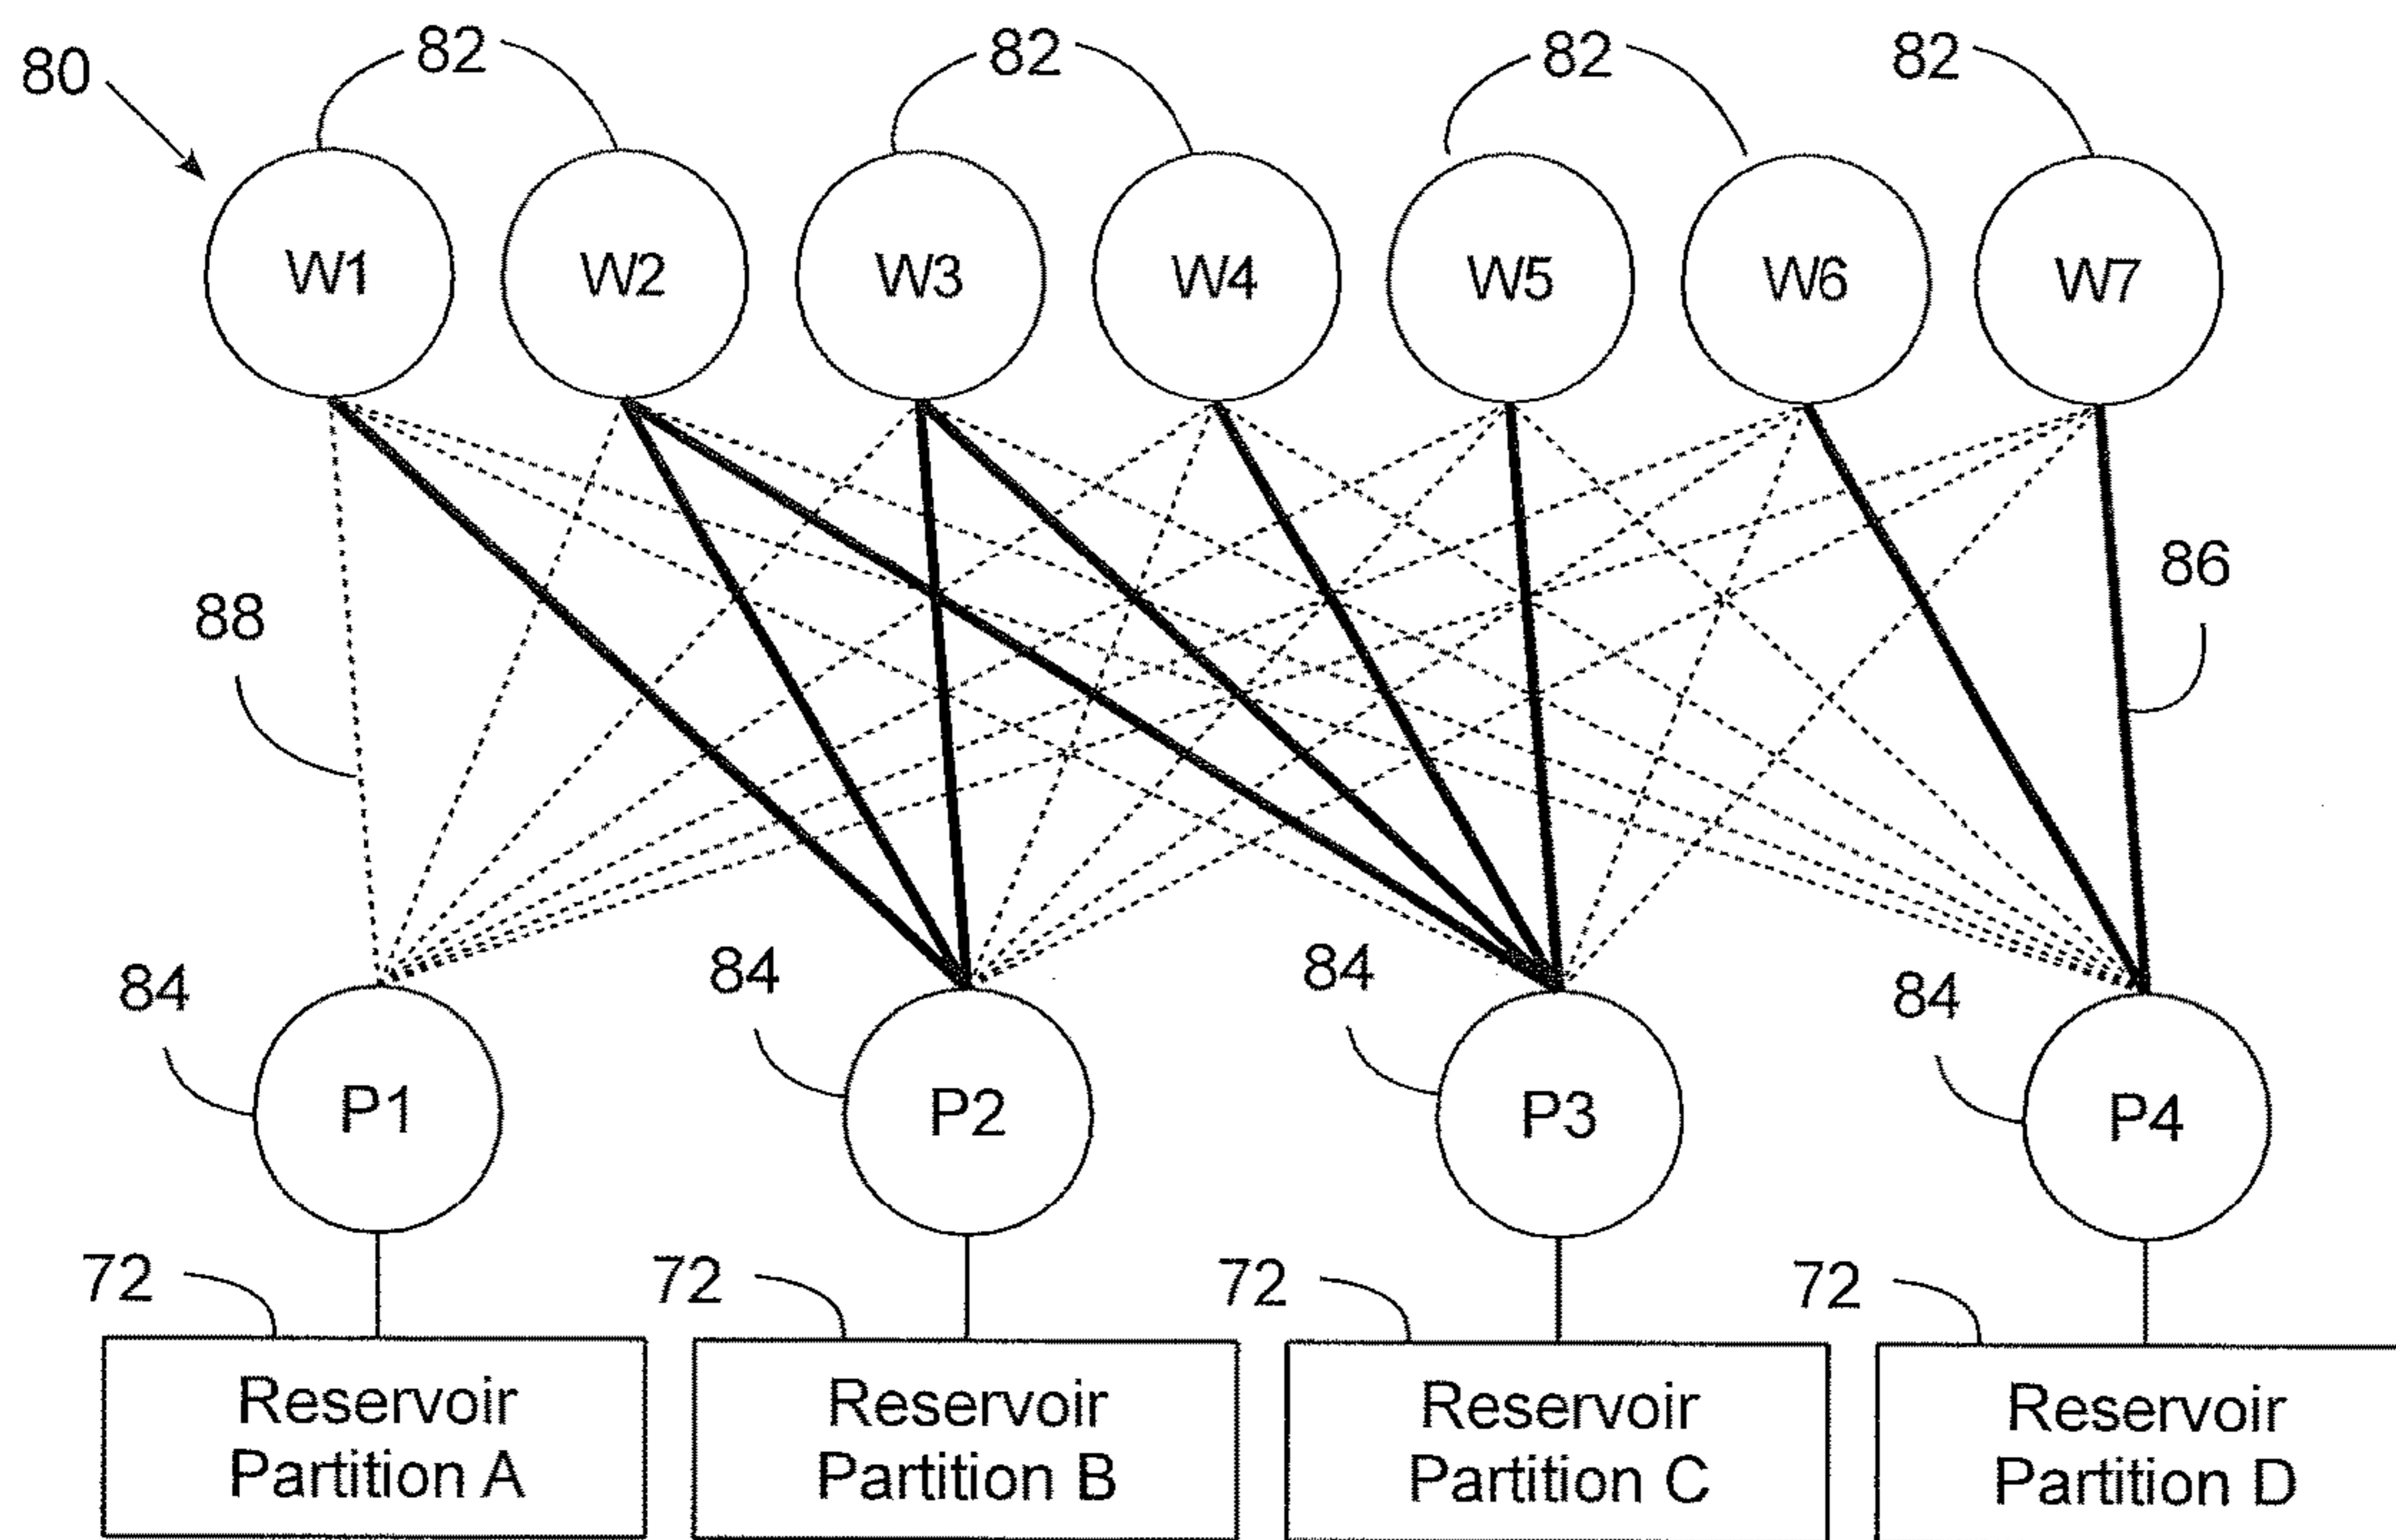 80
82
82
82
82
W1
W2
W3
W4
W5
W6
W7
88
86
84
84
84
84
P1
P2
P3
P4
72
72
72
72
Reservoir
Partition A
Reservoir
Partition B
Reservoir
Partition C
Reservoir
Partition D